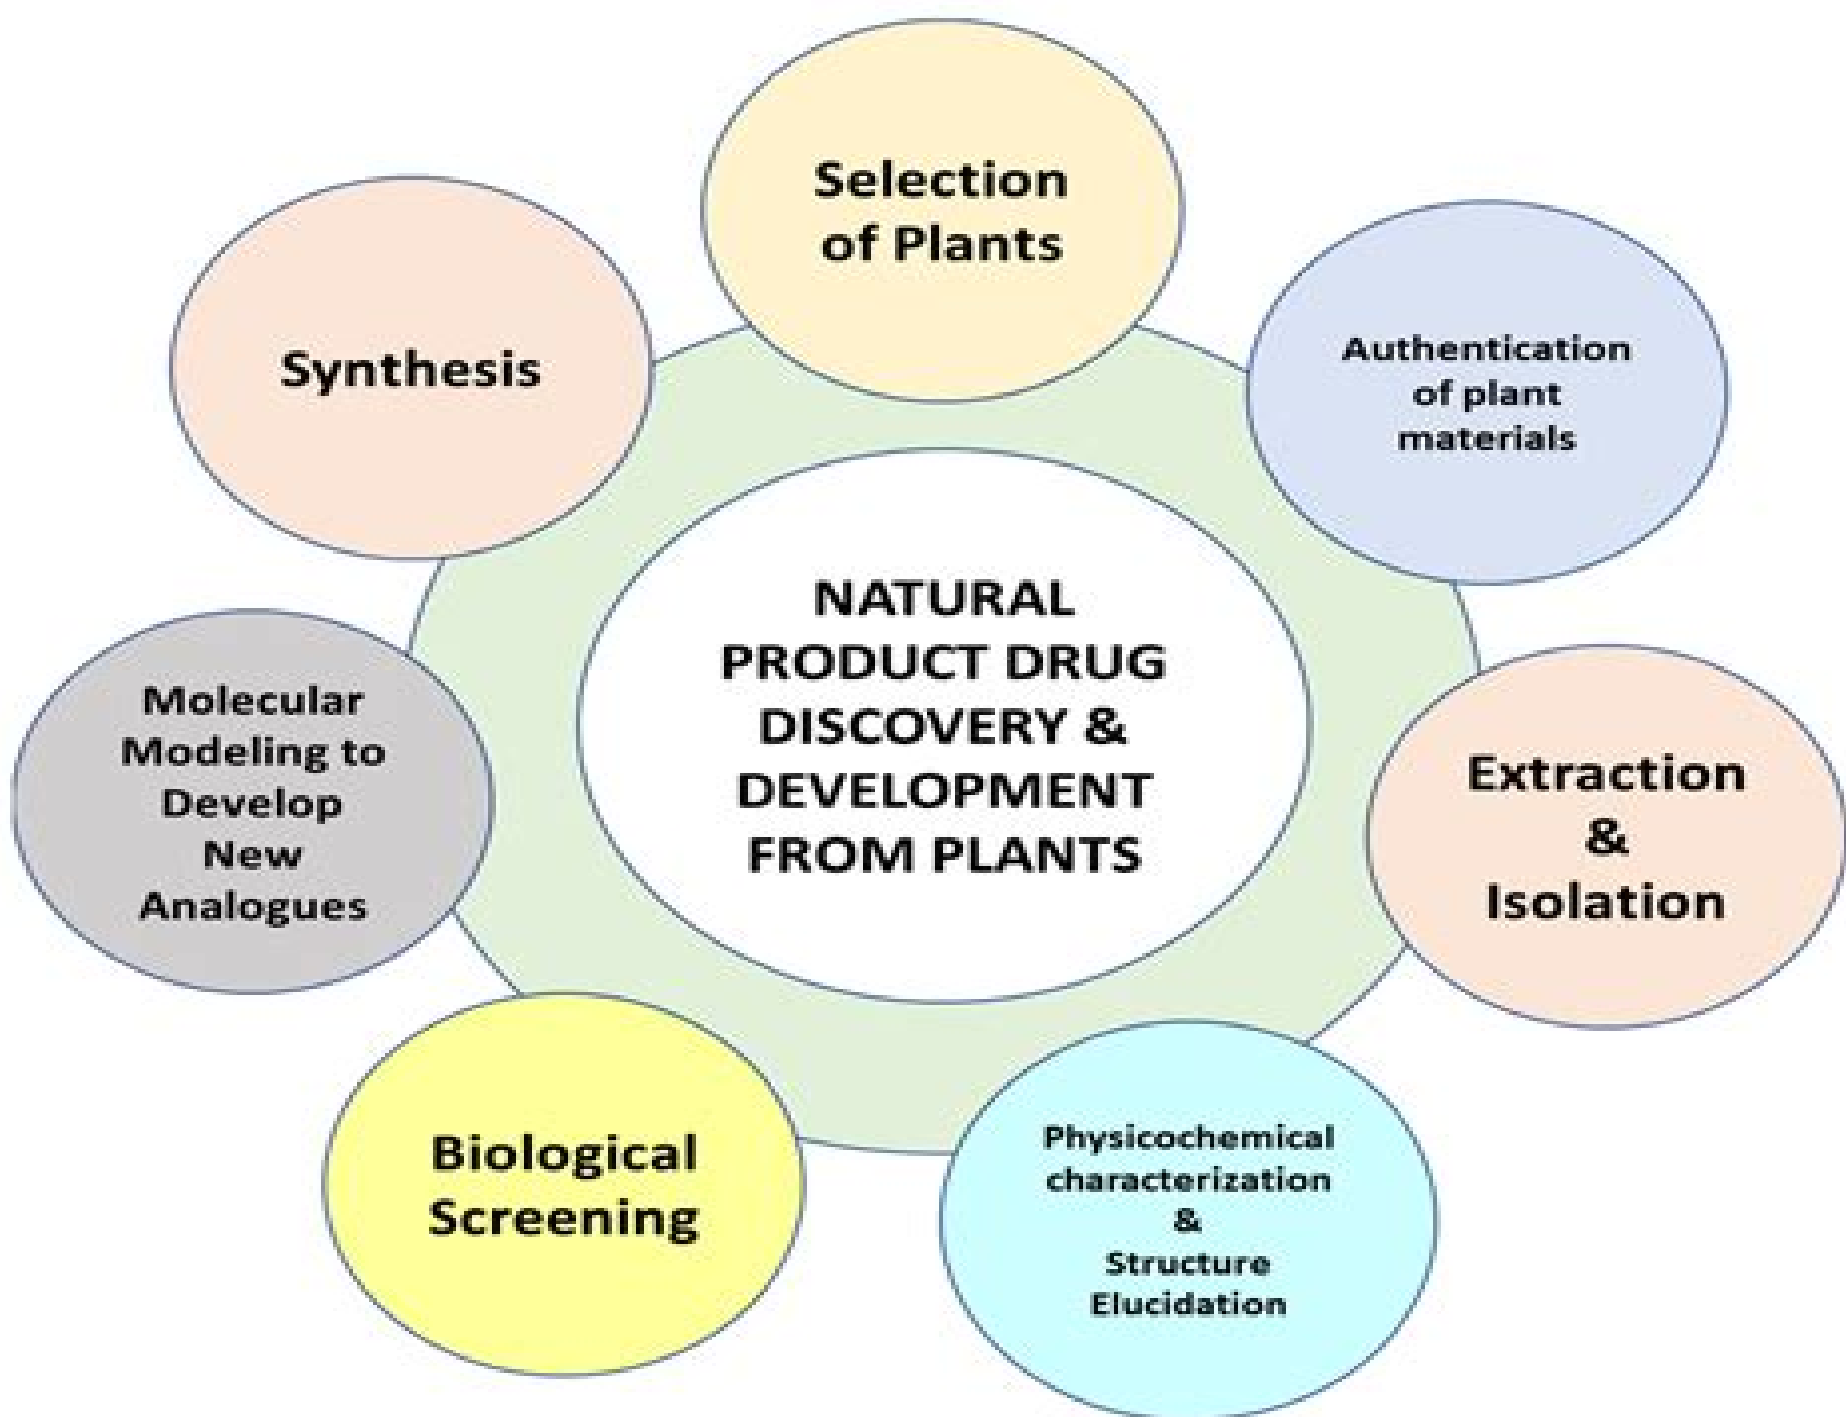 Selection
of Plants
Authentication
of plant
materials
Extraction
&
Isolation
Physicochemical
characterization
&
Structure
Elucidation
Biological
Screening
Molecular
Modeling to
Develop
New
Analogues
Synthesis
NATURAL
PRODUCT DRUG
DISCOVERY &
DEVELOPMENT
FROM PLANTS